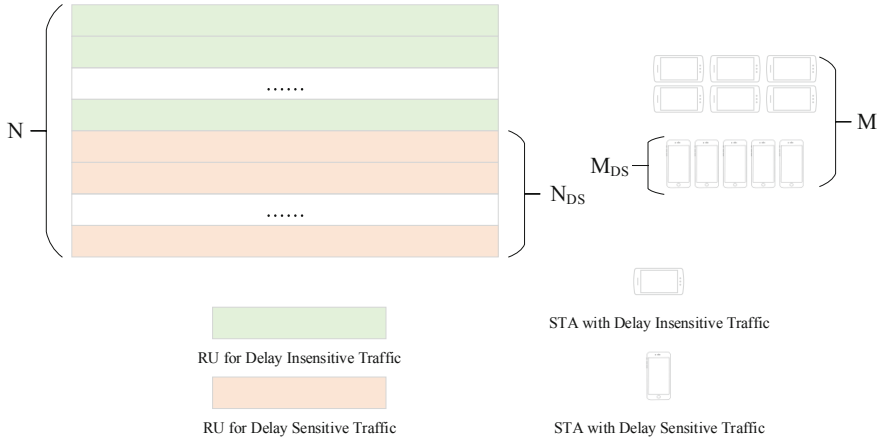 N
......
......
N_DS
M_DS
M
RU for Delay Insensitive Traffic
RU for Delay Sensitive Traffic
STA with Delay Insensitive Traffic
STA with Delay Sensitive Traffic